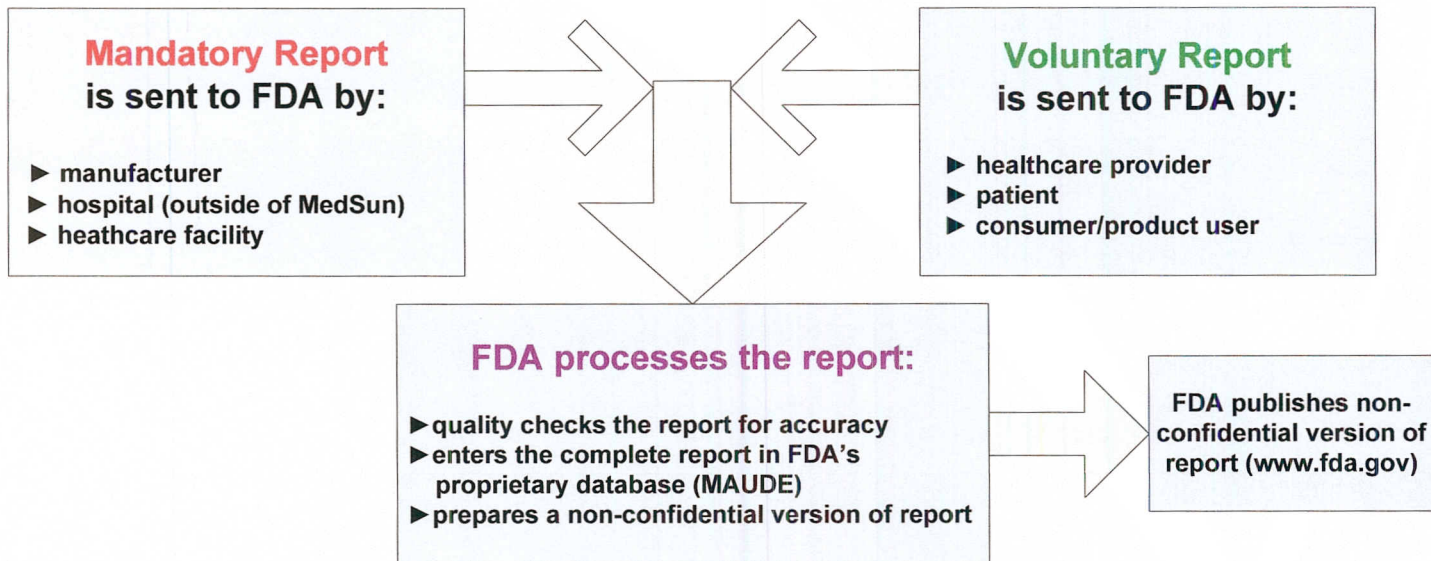 Mandatory Report
is sent to FDA by:
► manufacturer
► hospital (outside of MedSun)
► heathcare facility
Voluntary Report
is sent to FDA by:
► healthcare provider
► patient
► consumer/product user
FDA processes the report:
►quality checks the report for accuracy
►enters the complete report in FDA's
proprietary database (MAUDE)
►prepares a non-confidential version of report
FDA publishes non-
confidential version of
report (www.fda.gov)